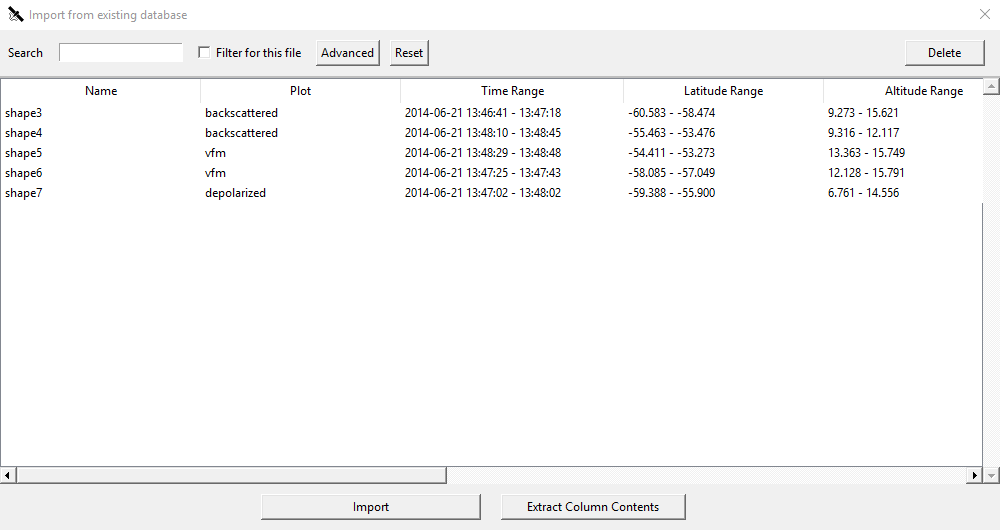 Import from existing database
Search Filter for this file Advanced Reset Delete
Name Plot Time Range Latitude Range Altitude Range
shape3 backscattered 2014-06-21 13:46:41 - 13:47:18 -60.583 - -58.474 9.273 - 15.621
shape4 backscattered 2014-06-21 13:48:10 - 13:48:45 -55.463 - -53.476 9.316 - 12.117
shape5 vfm 2014-06-21 13:48:29 - 13:48:48 -54.411 - -53.273 13.363 - 15.749
shape6 vfm 2014-06-21 13:47:25 - 13:47:43 -58.085 - -57.049 12.128 - 15.791
shape7 depolarized 2014-06-21 13:47:02 - 13:48:02 -59.388 - -55.900 6.761 - 14.556
Import Extract Column Contents